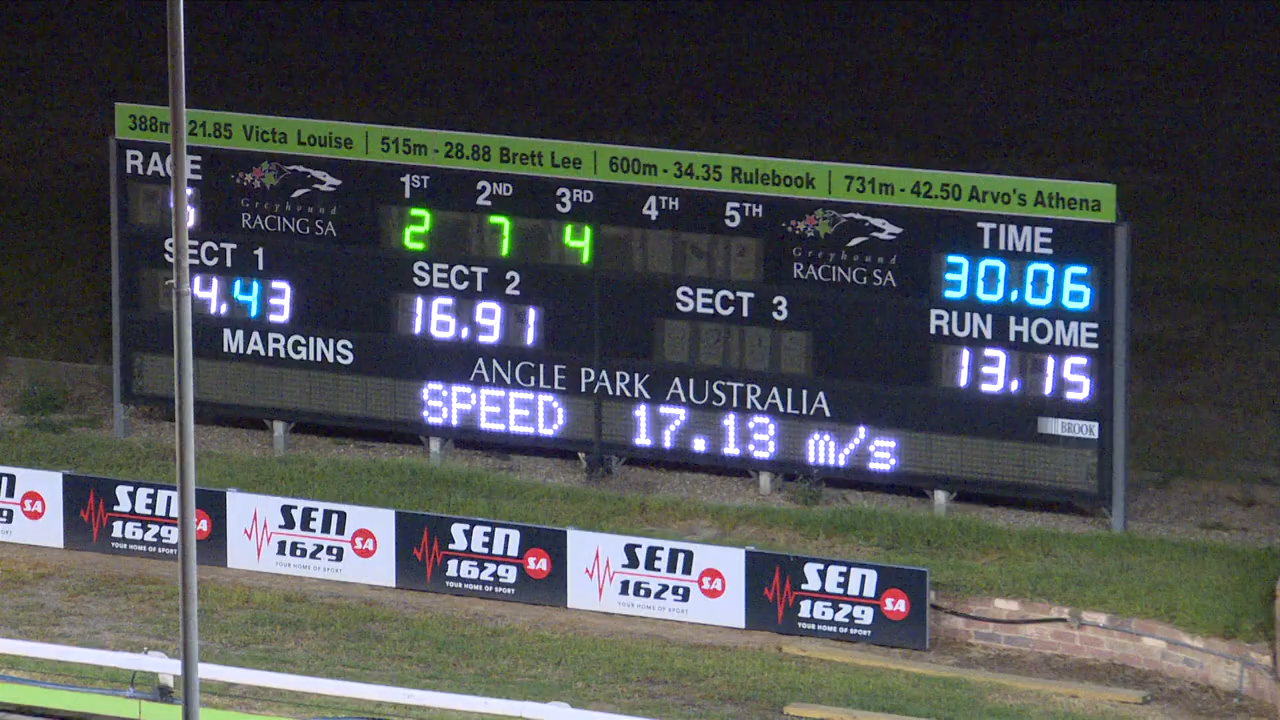 388m - 21.85 Victa Louise | 515m - 28.88 Brett Lee | 600m - 34.35 Rulebook | 731m - 42.50 Arvo's Athena
RACE
Greyhound
RACING SA
1ST 2ND 3RD 4TH 5TH
2 7 4
Greyhound
RACING SA
TIME
30.06
SECT 1
4.43
SECT 2
16.91
SECT 3
RUN HOME
13.15
MARGINS
ANGLE PARK AUSTRALIA
SPEED 17.13 m/s
BROOK
SA
SEN
1629 SA
YOUR HOME OF SPORT
SEN
1629 SA
YOUR HOME OF SPORT
SEN
1629 SA
YOUR HOME OF SPORT
SEN
1629 SA
YOUR HOME OF SPORT
SEN
1629 SA
YOUR HOME OF SPORT